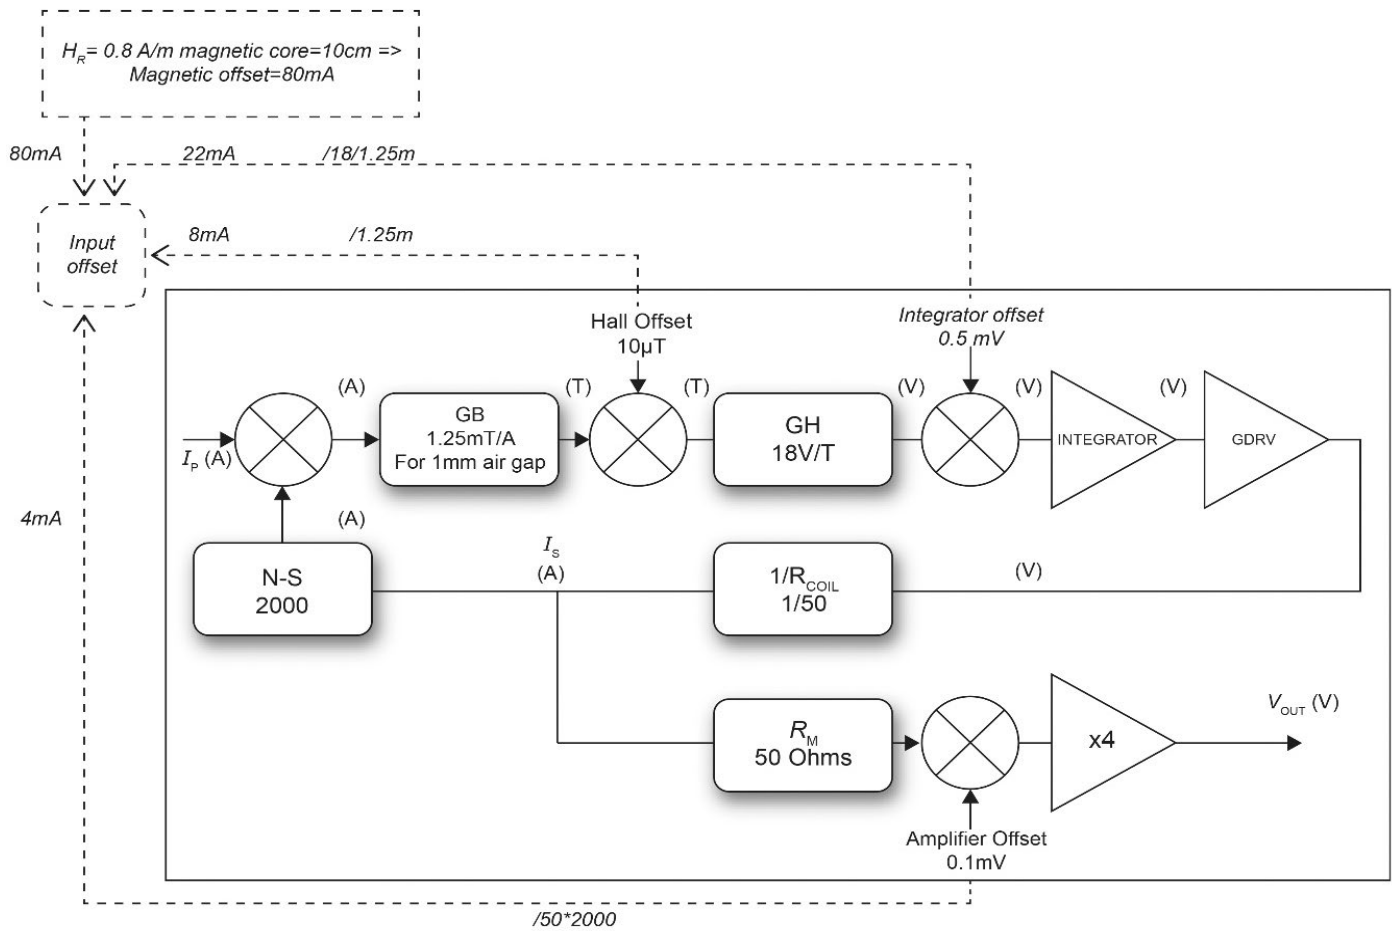 H_R= 0.8 A/m magnetic core=10cm =>
Magnetic offset=80mA
80mA
22mA
/18/1.25m
Input
offset
8mA
/1.25m
Hall Offset
10µT
Integrator offset
0.5 mV
(A)
(T)
(T)
(V)
(V)
(V)
I_P (A)
GB
1.25mT/A
For 1mm air gap
GH
18V/T
INTEGRATOR
GDRV
4mA
(A)
N-S
2000
I_S
(A)
1/R_COIL
1/50
(V)
R_M
50 Ohms
x4
V_OUT (V)
Amplifier Offset
0.1mV
/50*2000